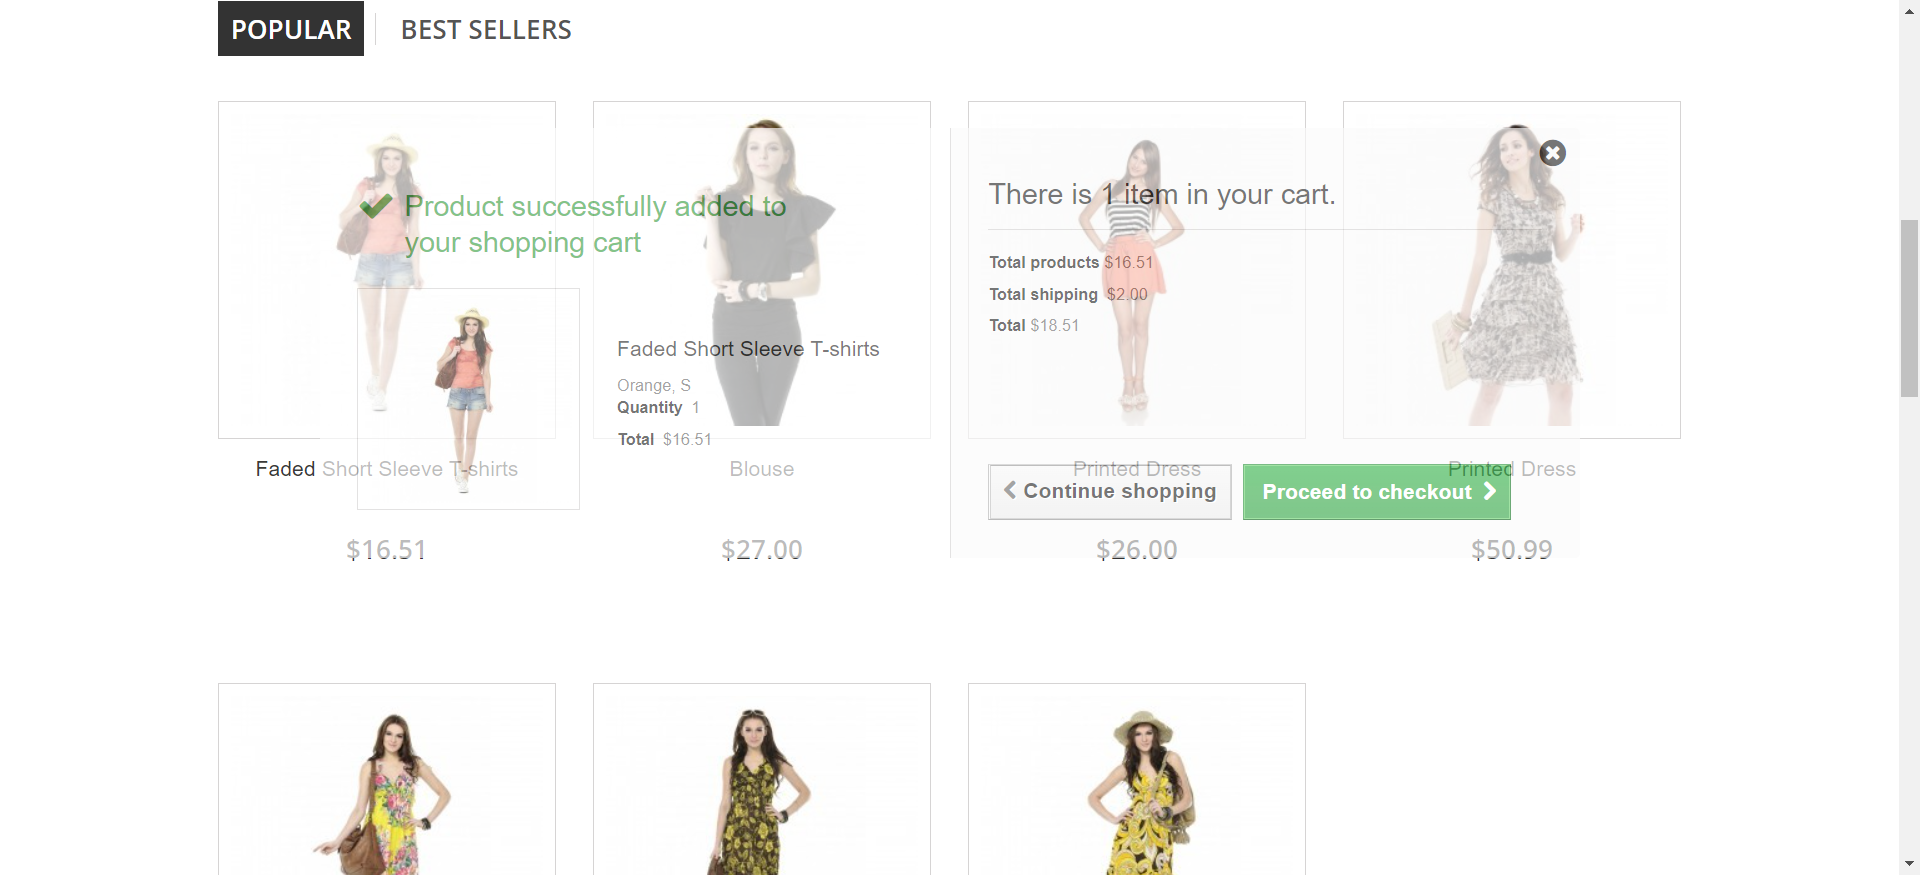 POPULAR
BEST SELLERS
Product successfully added to
your shopping cart
Faded Short Sleeve T-shirts
Orange, S
Quantity 1
Total $16.51
There is 1 item in your cart.
Total products $16.51
Total shipping $2.00
Total $18.51
Continue shopping
Proceed to checkout
Faded Short Sleeve T-shirts
Blouse
Printed Dress
Printed Dress
$16.51
$27.00
$26.00
$50.99